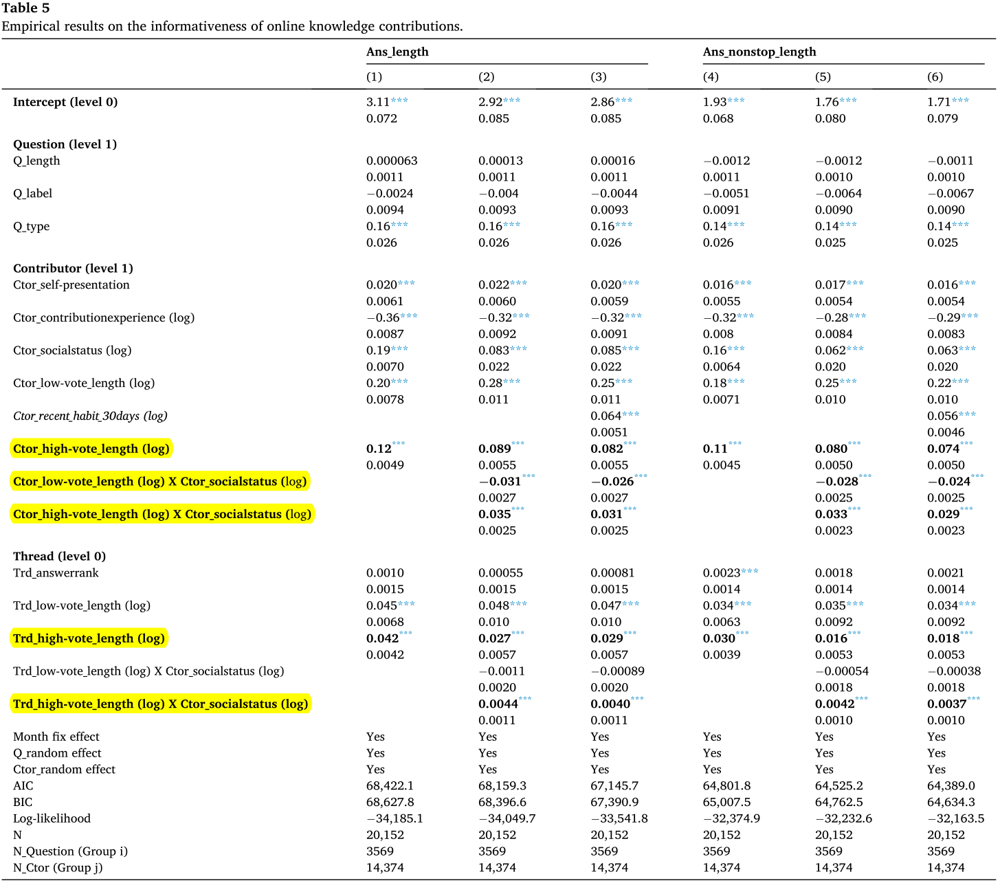 Table 5
Empirical results on the informativeness of online knowledge contributions.
Ans_length Ans_nonstop_length
(1) (2) (3) (4) (5) (6)
Intercept (level 0) 3.11*** 2.92*** 2.86*** 1.93*** 1.76*** 1.71***
0.072 0.085 0.085 0.068 0.080 0.079
Question (level 1)
Q_length 0.000063 0.00013 0.00016 −0.0012 −0.0012 −0.0011
0.0011 0.0011 0.0011 0.0011 0.0010 0.0010
Q_label −0.0024 −0.004 −0.0044 −0.0051 −0.0064 −0.0067
0.0094 0.0093 0.0093 0.0091 0.0090 0.0090
Q_type 0.16*** 0.16*** 0.16*** 0.14*** 0.14*** 0.14***
0.026 0.026 0.026 0.026 0.025 0.025
Contributor (level 1)
Ctor_self-presentation 0.020*** 0.022*** 0.020*** 0.016*** 0.017*** 0.016***
0.0061 0.0060 0.0059 0.0055 0.0054 0.0054
Ctor_contributionexperience (log) −0.36*** −0.32*** −0.32*** −0.32*** −0.28*** −0.29***
0.0087 0.0092 0.0091 0.008 0.0084 0.0083
Ctor_socialstatus (log) 0.19*** 0.083*** 0.085*** 0.16*** 0.062*** 0.063***
0.0070 0.022 0.022 0.0064 0.020 0.020
Ctor_low-vote_length (log) 0.20*** 0.28*** 0.25*** 0.18*** 0.25*** 0.22***
0.0078 0.011 0.011 0.0071 0.010 0.010
Ctor_recent_habit_30days (log) 0.064*** 0.056***
0.0051 0.0046
Ctor_high-vote_length (log) 0.12*** 0.089*** 0.082*** 0.11*** 0.080*** 0.074***
0.0049 0.0055 0.0055 0.0045 0.0050 0.0050
Ctor_low-vote_length (log) X Ctor_socialstatus (log) −0.031*** −0.026*** −0.028*** −0.024***
0.0027 0.0027 0.0025 0.0025
Ctor_high-vote_length (log) X Ctor_socialstatus (log) 0.035*** 0.031*** 0.033*** 0.029***
0.0025 0.0025 0.0023 0.0023
Thread (level 0)
Trd_answerrank 0.0010 0.00055 0.00081 0.0023*** 0.0018 0.0021
0.0015 0.0015 0.0015 0.0014 0.0014 0.0014
Trd_low-vote_length (log) 0.045*** 0.048*** 0.047*** 0.034*** 0.035*** 0.034***
0.0068 0.010 0.010 0.0063 0.0092 0.0092
Trd_high-vote_length (log) 0.042*** 0.027*** 0.029*** 0.030*** 0.016*** 0.018***
0.0042 0.0057 0.0057 0.0039 0.0053 0.0053
Trd_low-vote_length (log) X Ctor_socialstatus (log) −0.0011 −0.00089 −0.00054 −0.00038
0.0020 0.0020 0.0018 0.0018
Trd_high-vote_length (log) X Ctor_socialstatus (log) 0.0044*** 0.0040*** 0.0042*** 0.0037***
0.0011 0.0011 0.0010 0.0010
Month fix effect Yes Yes Yes Yes Yes Yes
Q_random effect Yes Yes Yes Yes Yes Yes
Ctor_random effect Yes Yes Yes Yes Yes Yes
AIC 68,422.1 68,159.3 67,145.7 64,801.8 64,525.2 64,389.0
BIC 68,627.8 68,396.6 67,390.9 65,007.5 64,762.5 64,634.3
Log-likelihood −34,185.1 −34,049.7 −33,541.8 −32,374.9 −32,232.6 −32,163.5
N 20,152 20,152 20,152 20,152 20,152 20,152
N_Question (Group i) 3569 3569 3569 3569 3569 3569
N_Ctor (Group j) 14,374 14,374 14,374 14,374 14,374 14,374